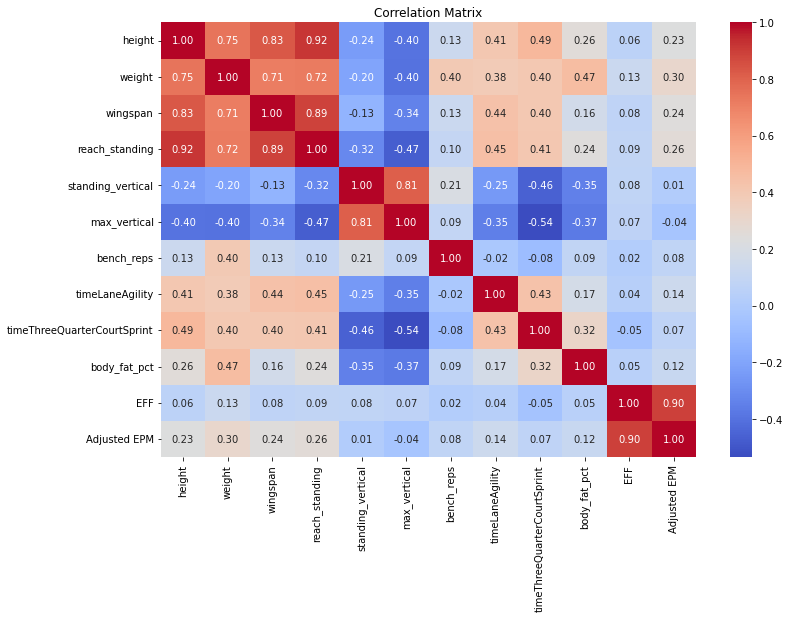 Correlation Matrix
height 1.00 0.75 0.83 0.92 -0.24 -0.40 0.13 0.41 0.49 0.26 0.06 0.23
weight 0.75 1.00 0.71 0.72 -0.20 -0.40 0.40 0.38 0.40 0.47 0.13 0.30
wingspan 0.83 0.71 1.00 0.89 -0.13 -0.34 0.13 0.44 0.40 0.16 0.08 0.24
reach_standing 0.92 0.72 0.89 1.00 -0.32 -0.47 0.10 0.45 0.41 0.24 0.09 0.26
standing_vertical -0.24 -0.20 -0.13 -0.32 1.00 0.81 0.21 -0.25 -0.46 -0.35 0.08 0.01
max_vertical -0.40 -0.40 -0.34 -0.47 0.81 1.00 0.09 -0.35 -0.54 -0.37 0.07 -0.04
bench_reps 0.13 0.40 0.13 0.10 0.21 0.09 1.00 -0.02 -0.08 0.09 0.02 0.08
timeLaneAgility 0.41 0.38 0.44 0.45 -0.25 -0.35 -0.02 1.00 0.43 0.17 0.04 0.14
timeThreeQuarterCourtSprint 0.49 0.40 0.40 0.41 -0.46 -0.54 -0.08 0.43 1.00 0.32 -0.05 0.07
body_fat_pct 0.26 0.47 0.16 0.24 -0.35 -0.37 0.09 0.17 0.32 1.00 0.05 0.12
EFF 0.06 0.13 0.08 0.09 0.08 0.07 0.02 0.04 -0.05 0.05 1.00 0.90
Adjusted EPM 0.23 0.30 0.24 0.26 0.01 -0.04 0.08 0.14 0.07 0.12 0.90 1.00
height
weight
wingspan
reach_standing
standing_vertical
max_vertical
bench_reps
timeLaneAgility
timeThreeQuarterCourtSprint
body_fat_pct
EFF
Adjusted EPM
1.0
0.8
0.6
0.4
0.2
0.0
−0.2
−0.4